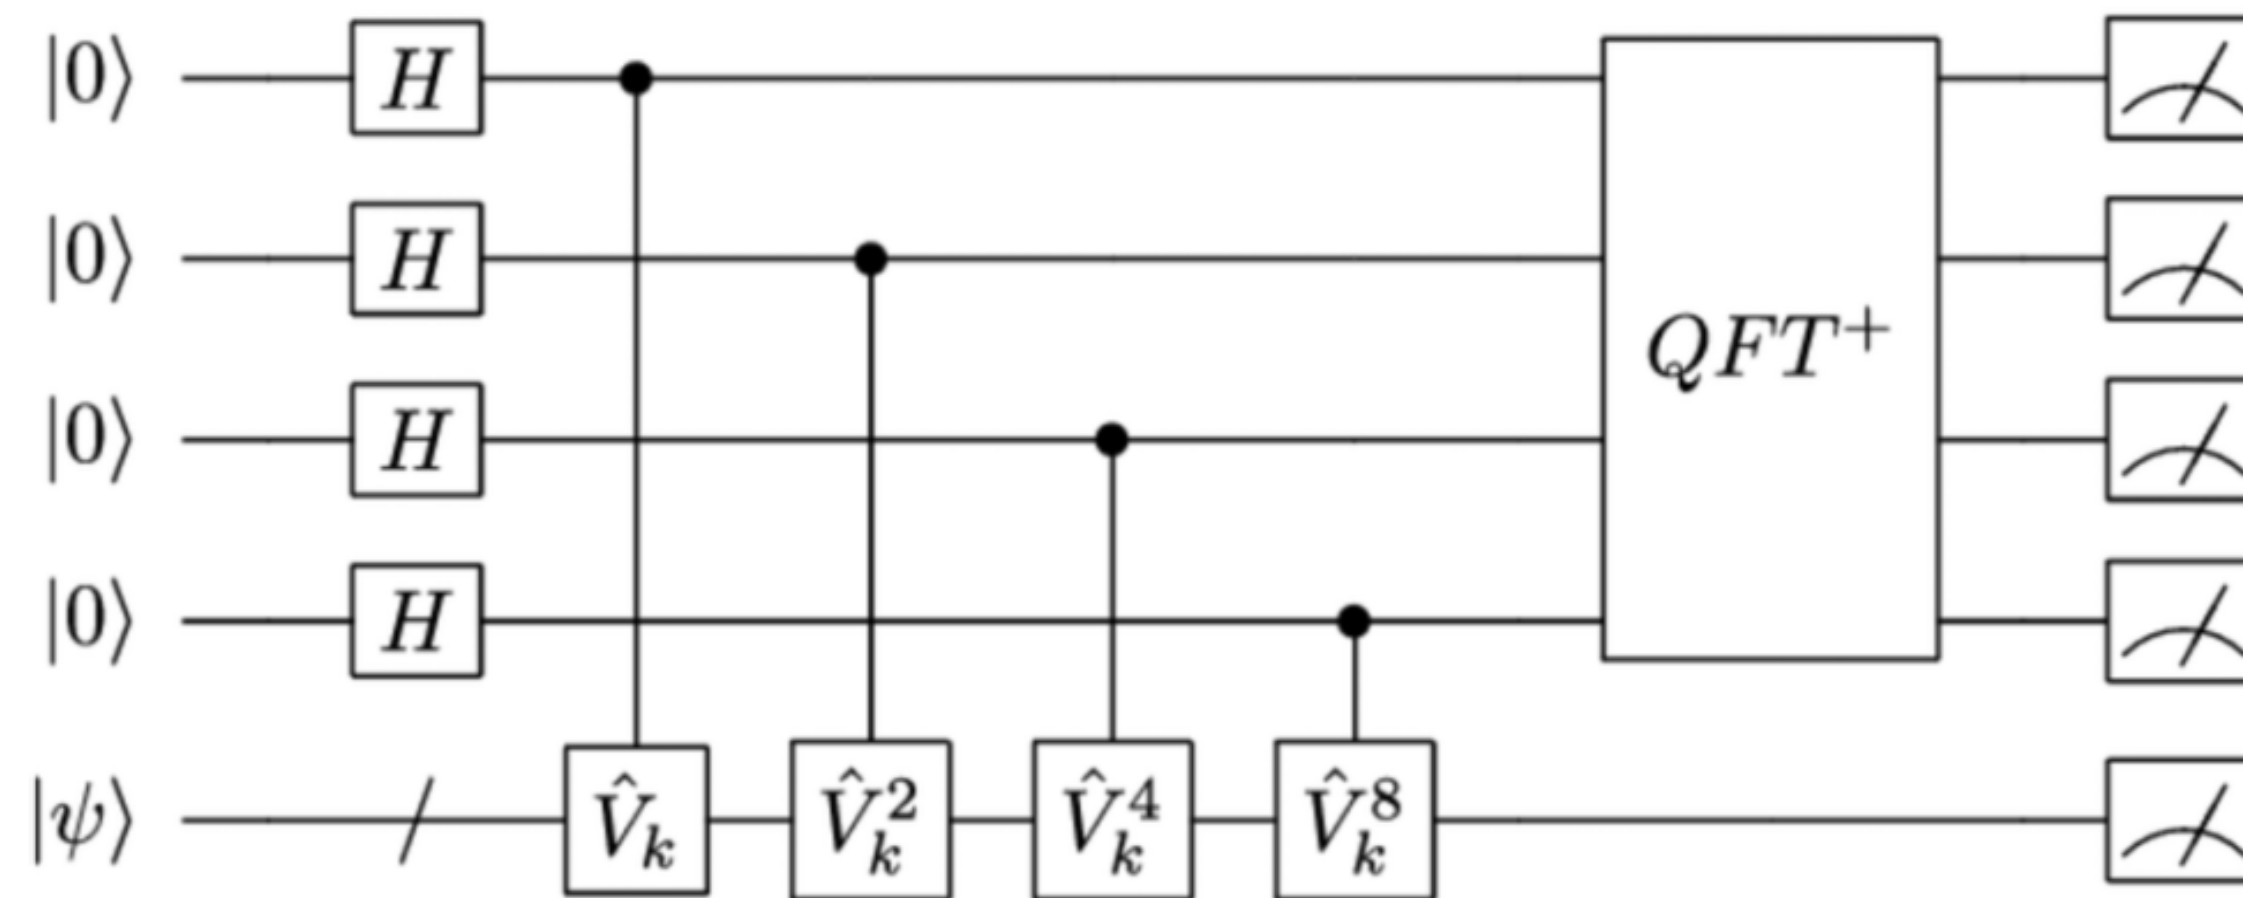 |0⟩ H
|0⟩ H
QFT⁺
|0⟩ H
|0⟩ H
|ψ⟩ V̂ₖ V̂ₖ² V̂ₖ⁴ V̂ₖ⁸